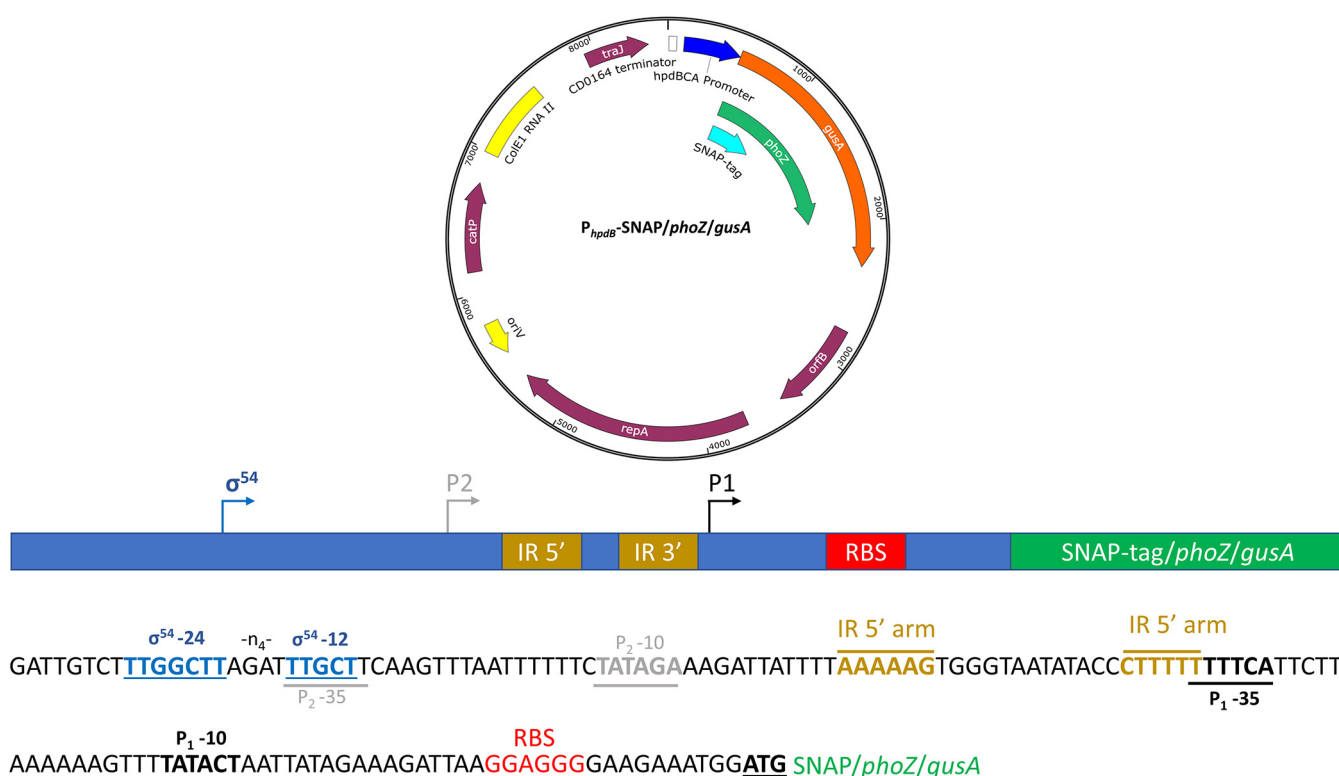 8000
traJ
CD0164 terminator
hpdBCA Promoter
1000
ColE1 RNA II
gusA
phoZ
SNAP-tag
7000
2000
catP
P_hpdB-SNAP/phoZ/gusA
6000
oriV
orfB
3000
repA
5000
4000
σ⁵⁴ P2 P1
IR 5’ IR 3’ RBS SNAP-tag/phoZ/gusA
σ⁵⁴ -24 -n₄- σ⁵⁴ -12 P₂ -10 IR 5’ arm IR 5’ arm
GATTGTCTTTGGCTTAGATTTGCTTCAAGTTTAATTTTTTCTATAGAAAGATTATTTTAAAAAGTGGGTAATATACCCTTTTTTTTCATTCTT
P₂ -35 P₁ -35
P₁ -10 RBS
AAAAAAGTTTTATACTAATTATAGAAAGATTAAGGAGGGGAAGAAATGGATG SNAP/phoZ/gusA